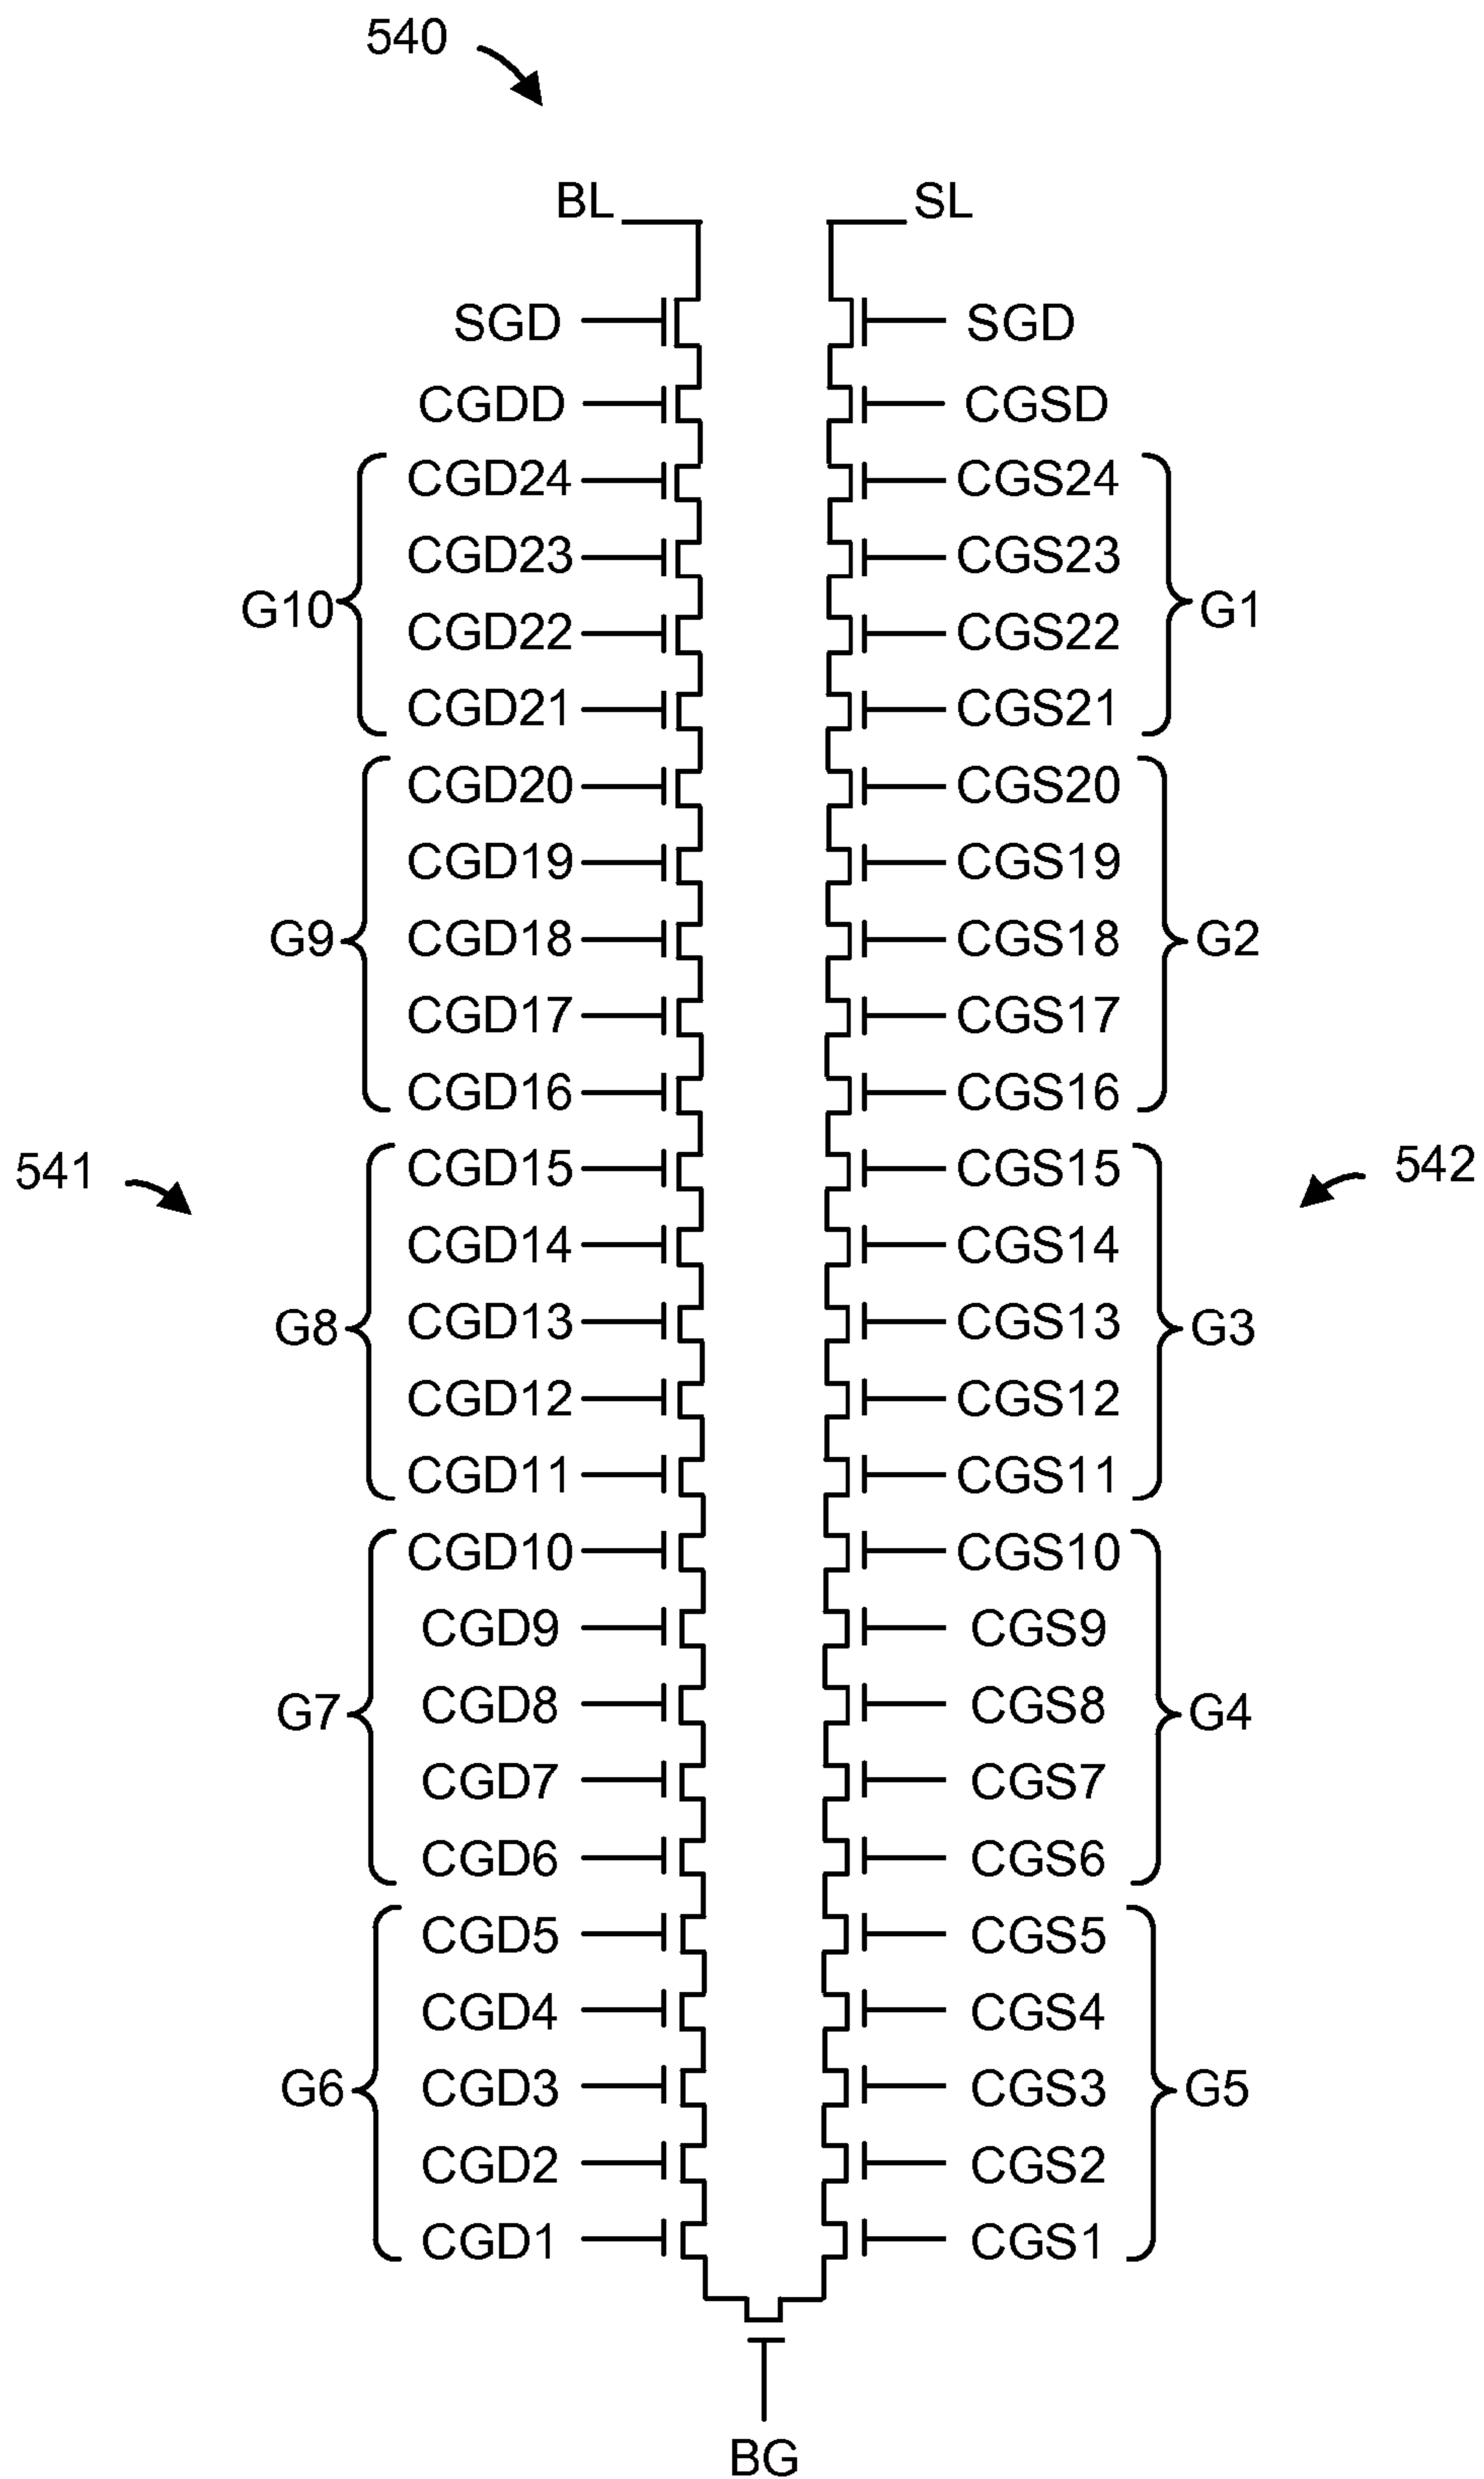 540
BL SL
SGD SGD
CGDD CGSD
CGD24 CGS24
CGD23 CGS23
G10 G1
CGD22 CGS22
CGD21 CGS21
CGD20 CGS20
CGD19 CGS19
G9 CGD18 CGS18 G2
CGD17 CGS17
CGD16 CGS16
541 CGD15 CGS15 542
CGD14 CGS14
G8 CGD13 CGS13 G3
CGD12 CGS12
CGD11 CGS11
CGD10 CGS10
CGD9 CGS9
G7 CGD8 CGS8 G4
CGD7 CGS7
CGD6 CGS6
CGD5 CGS5
CGD4 CGS4
G6 CGD3 CGS3 G5
CGD2 CGS2
CGD1 CGS1
BG